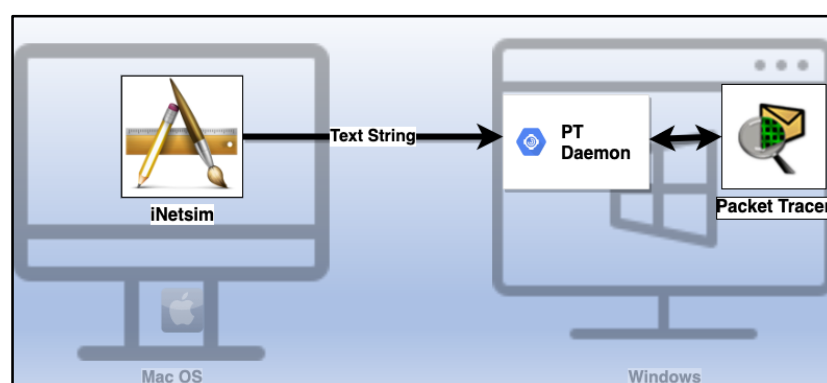 Text String
PT
Daemon
iNetsim
Packet Tracer
Mac OS
Windows